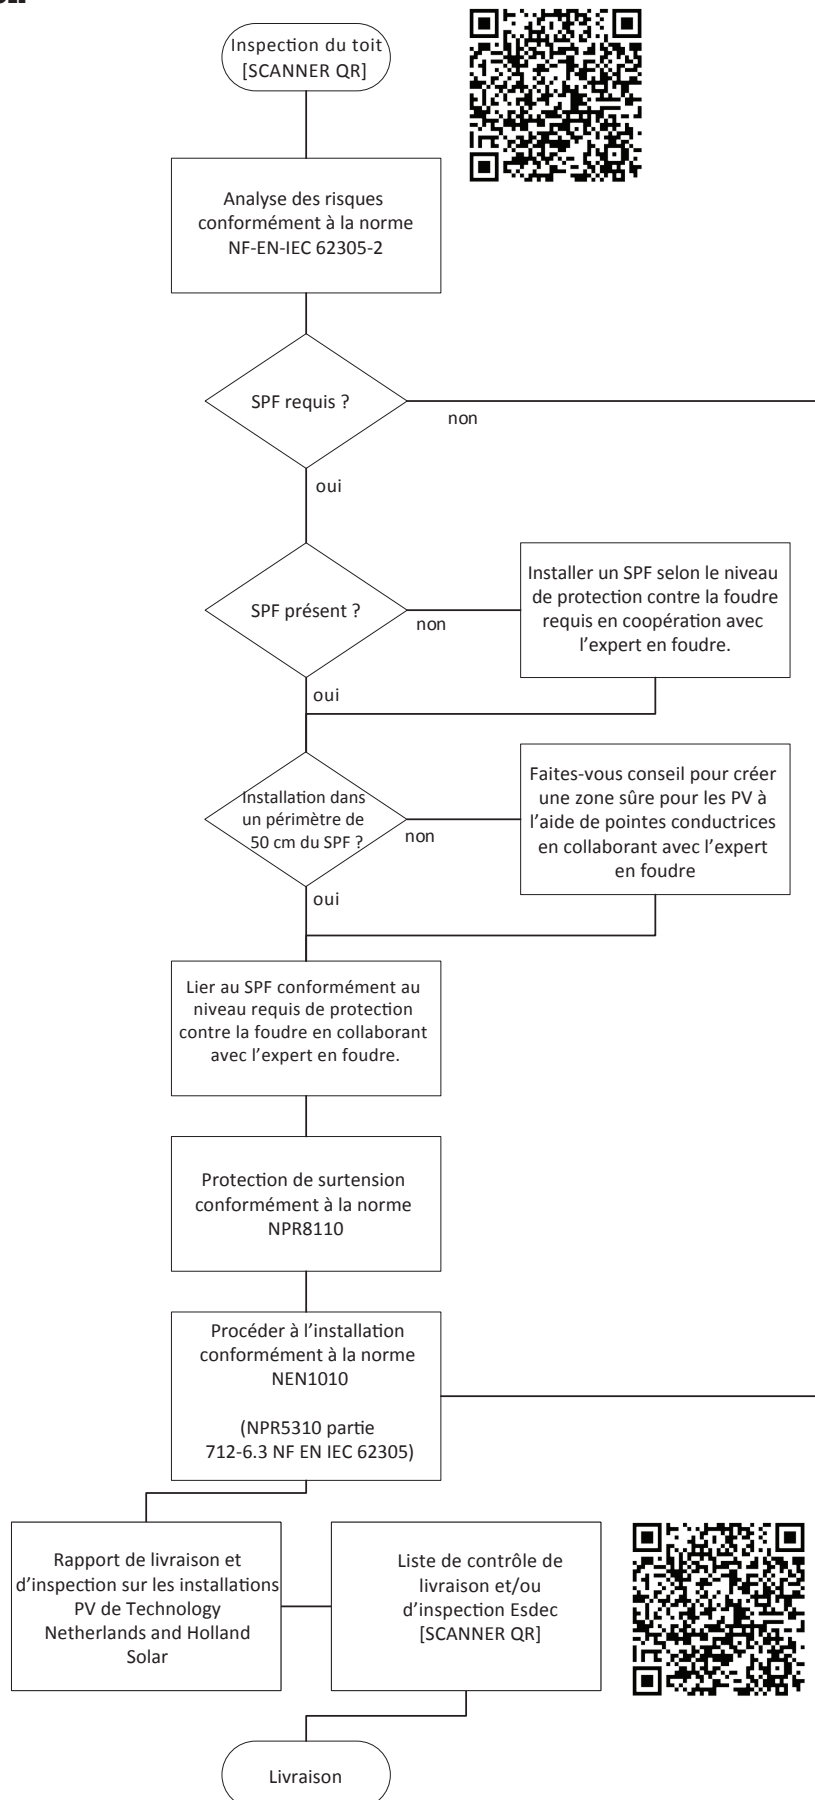 Inspection du toit
[SCANNER QR]
Analyse des risques
conformément à la norme
NF-EN-IEC 62305-2
SPF requis ?
non
oui
SPF présent ?
non
Installer un SPF selon le niveau
de protection contre la foudre
requis en coopération avec
l'expert en foudre.
oui
Installation dans
un périmètre de
50 cm du SPF ?
non
Faites-vous conseil pour créer
une zone sûre pour les PV à
l'aide de pointes conductrices
en collaborant avec l'expert
en foudre
oui
Lier au SPF conformément au
niveau requis de protection
contre la foudre en collaborant
avec l'expert en foudre.
Protection de surtension
conformément à la norme
NPR8110
Procéder à l'installation
conformément à la norme
NEN1010
(NPR5310 partie
712-6.3 NF EN IEC 62305)
Rapport de livraison et
d'inspection sur les installations
PV de Technology
Netherlands and Holland
Solar
Liste de contrôle de
livraison et/ou
d'inspection Esdec
[SCANNER QR]
Livraison